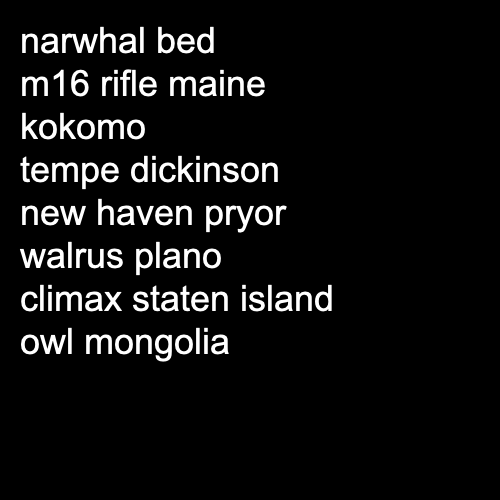 narwhal bed
m16 rifle maine
kokomo
tempe dickinson
new haven pryor
walrus plano
climax staten island
owl mongolia